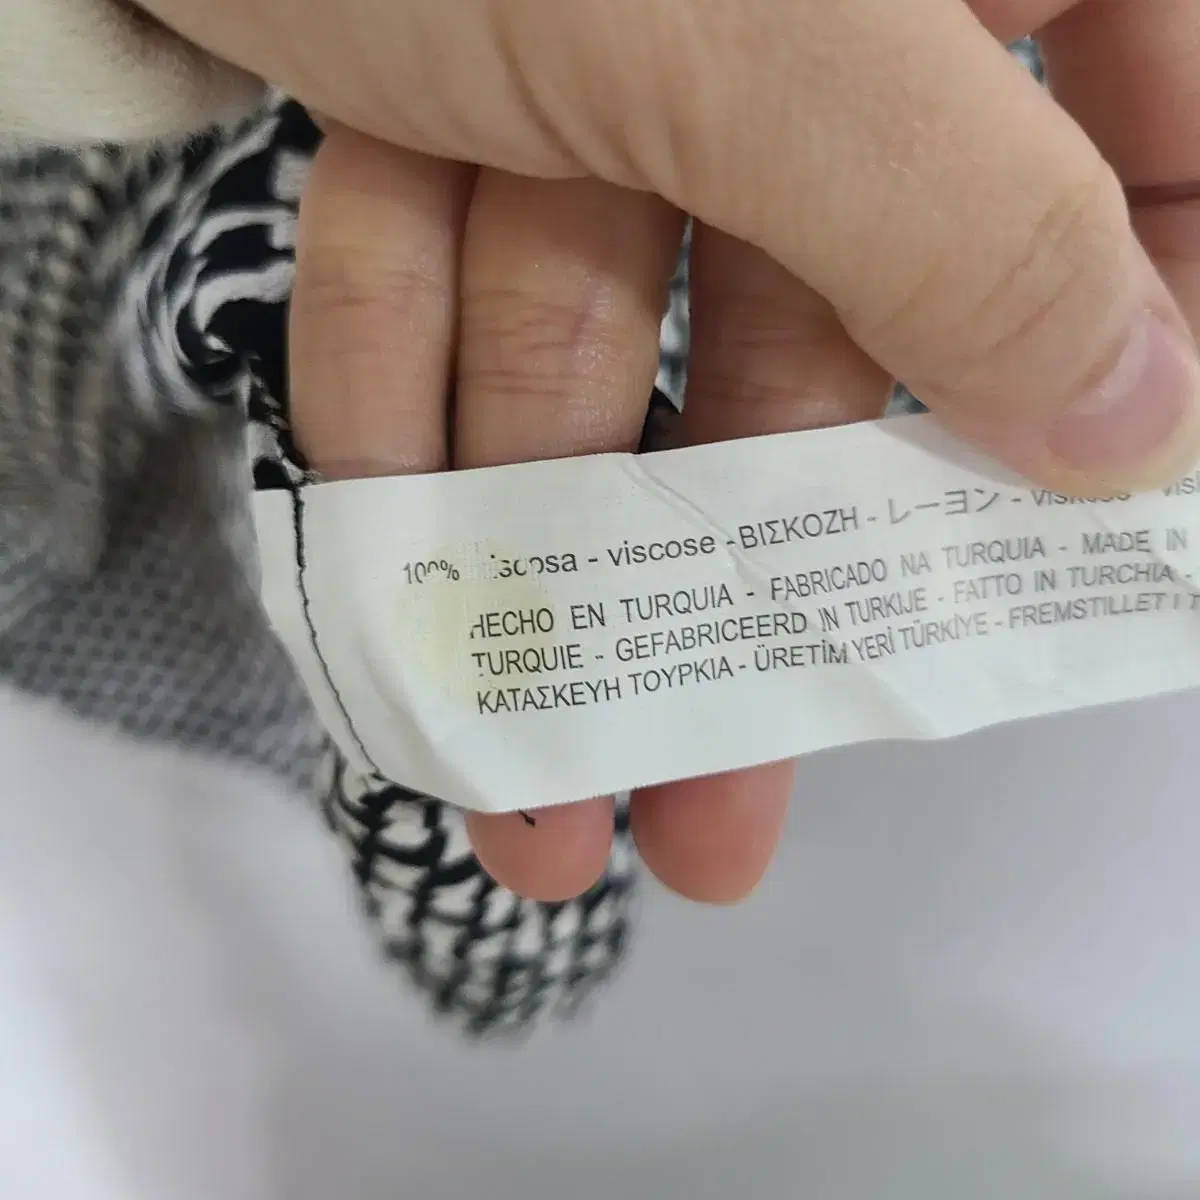 100% viscosa - viscose - ΒΙΣΚΟΖΗ - レーヨン - viskose -
HECHO EN TURQUIA - FABRICADO NA TURQUIA - MADE IN
TURQUIE - GEFABRICEERD IN TURKIJE - FATTO IN TURCHIA -
ΚΑΤΑΣΚΕΥΗ ΤΟΥΡΚΙΑ - ÜRETİM YERİ TÜRKİYE - FREMSTILLET I